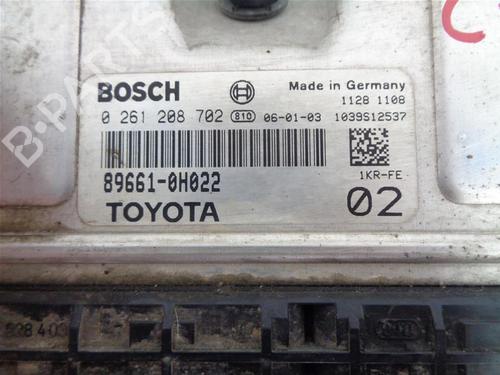 B-PARTS
C
BOSCH
Made in Germany
1128 1108
0 261 208 702 810 06-01-03 1039S12537
89661-0H022
1KR-FE
TOYOTA
02